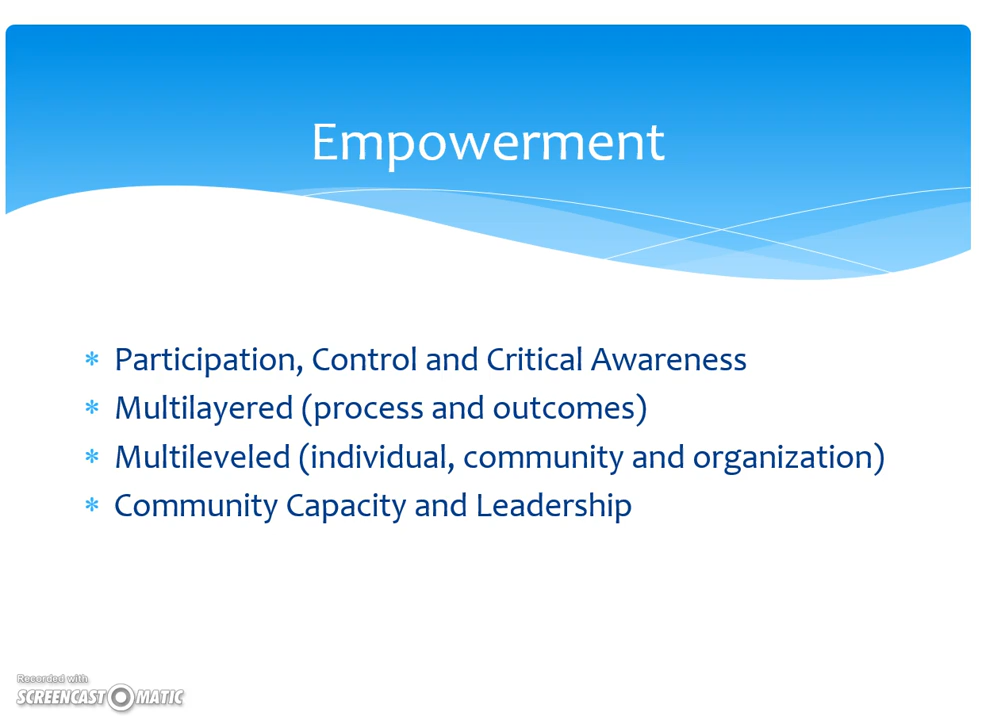 Empowerment
* Participation, Control and Critical Awareness
* Multilayered (process and outcomes)
* Multileveled (individual, community and organization)
* Community Capacity and Leadership
Recorded with
SCREENCAST O MATIC